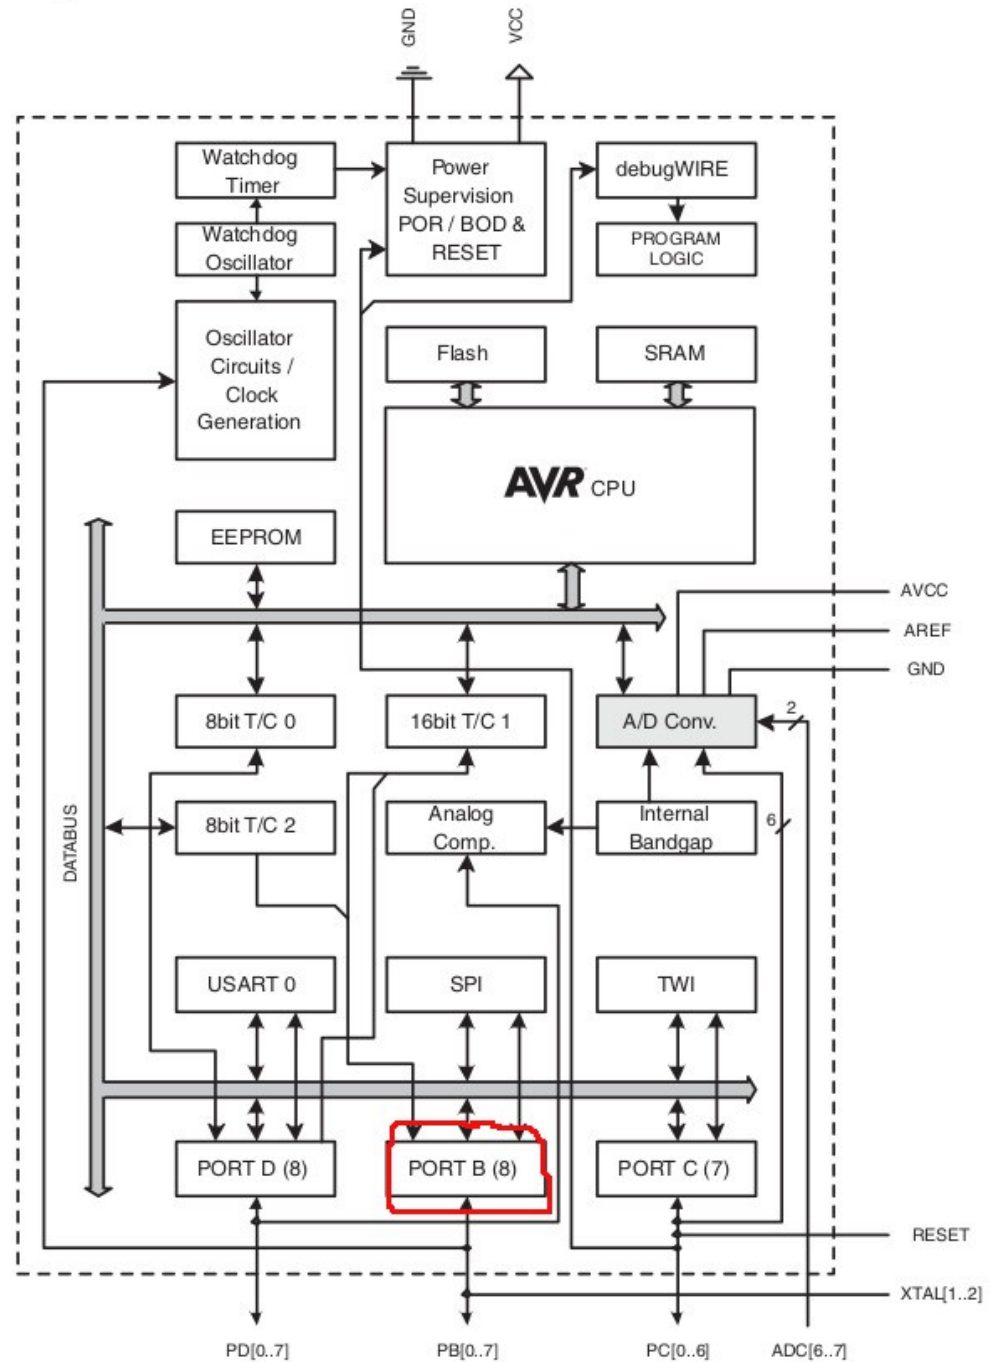 GND
VCC
Watchdog
Timer
Power
Supervision
POR / BOD &
RESET
debugWIRE
Watchdog
Oscillator
PROGRAM
LOGIC
Oscillator
Circuits /
Clock
Generation
Flash
SRAM
AVR CPU
EEPROM
AVCC
AREF
GND
8bit T/C 0
16bit T/C 1
A/D Conv.
2
DATABUS
8bit T/C 2
Analog
Comp.
Internal
Bandgap
6
USART 0
SPI
TWI
PORT D (8)
PORT B (8)
PORT C (7)
RESET
XTAL[1..2]
PD[0..7]
PB[0..7]
PC[0..6]
ADC[6..7]